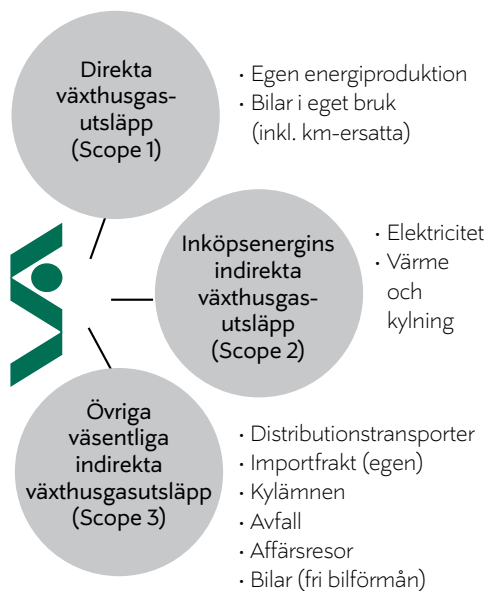 Direkta
växthusgas-
utsläpp
(Scope 1)
· Egen energiproduktion
· Bilar i eget bruk
(inkl. km-ersatta)
Inköpsenergins
indirekta
växthusgas-
utsläpp
(Scope 2)
· Elektricitet
· Värme
och
kylning
Övriga
väsentliga
indirekta
växthusgasutsläpp
(Scope 3)
· Distributionstransporter
· Importfrakt (egen)
· Kylämnen
· Avfall
· Affärsresor
· Bilar (fri bilförmån)